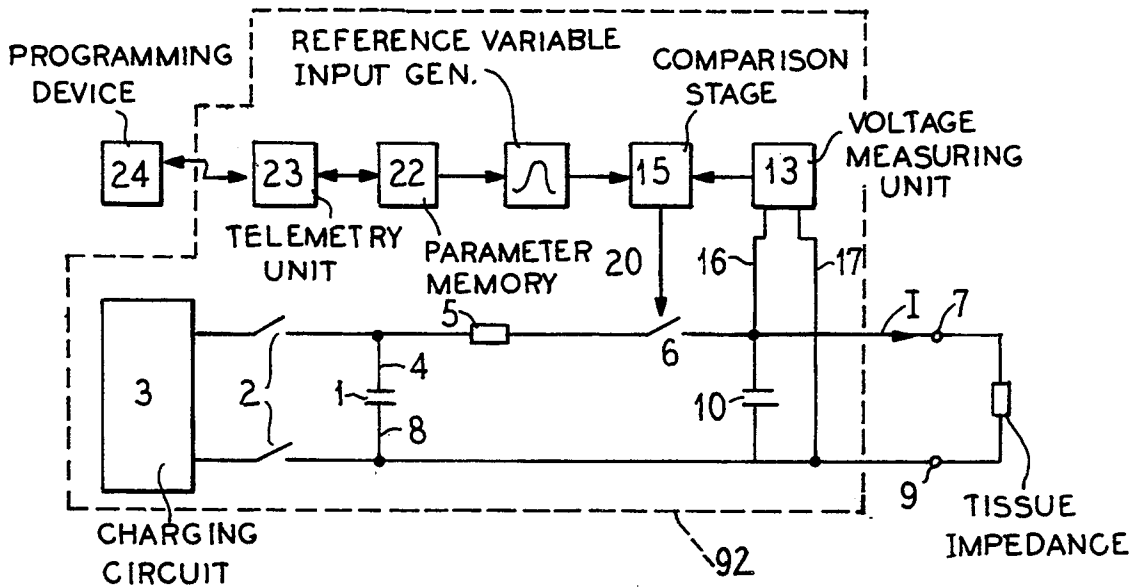 REFERENCE VARIABLE
INPUT GEN.
PROGRAMMING
DEVICE
COMPARISON
STAGE
VOLTAGE
MEASURING
UNIT
24
23
22
15
13
TELEMETRY
UNIT
PARAMETER
MEMORY
20
16
17
5
6
I
7
3
2
1
4
8
10
9
CHARGING
CIRCUIT
92
TISSUE
IMPEDANCE